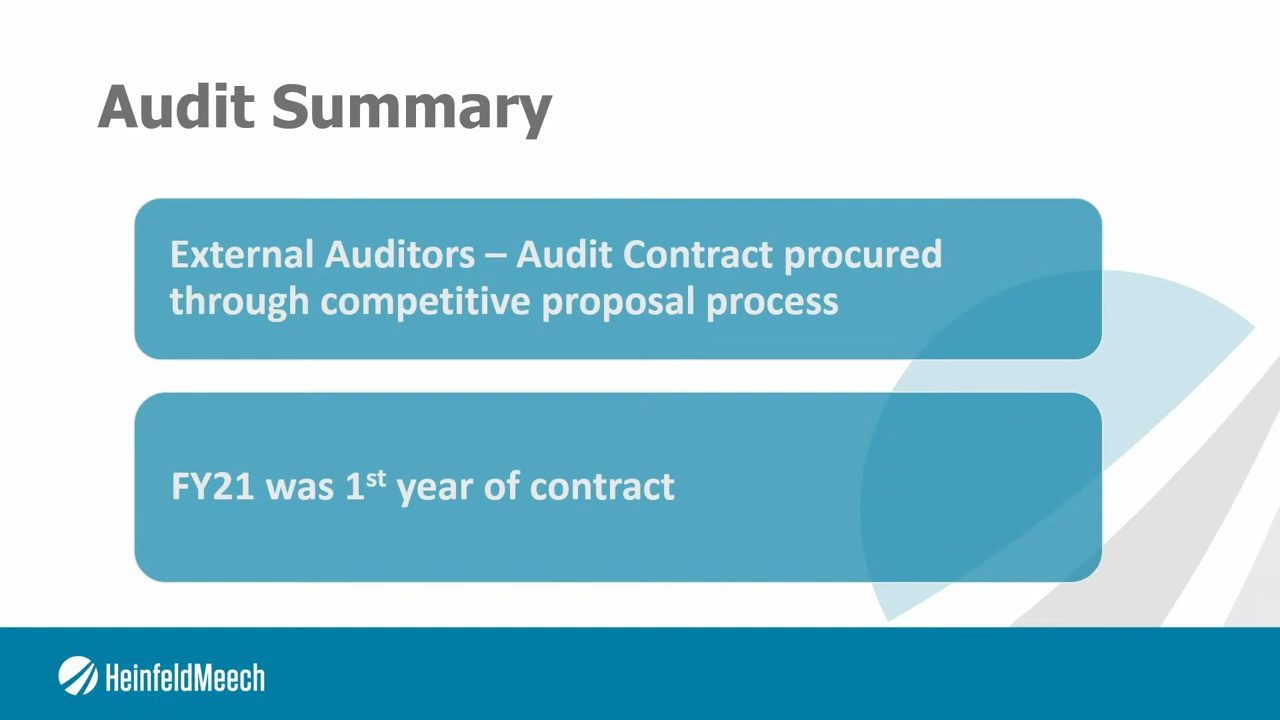 Audit Summary
External Auditors – Audit Contract procured
through competitive proposal process
FY21 was 1st year of contract
HeinfeldMeech